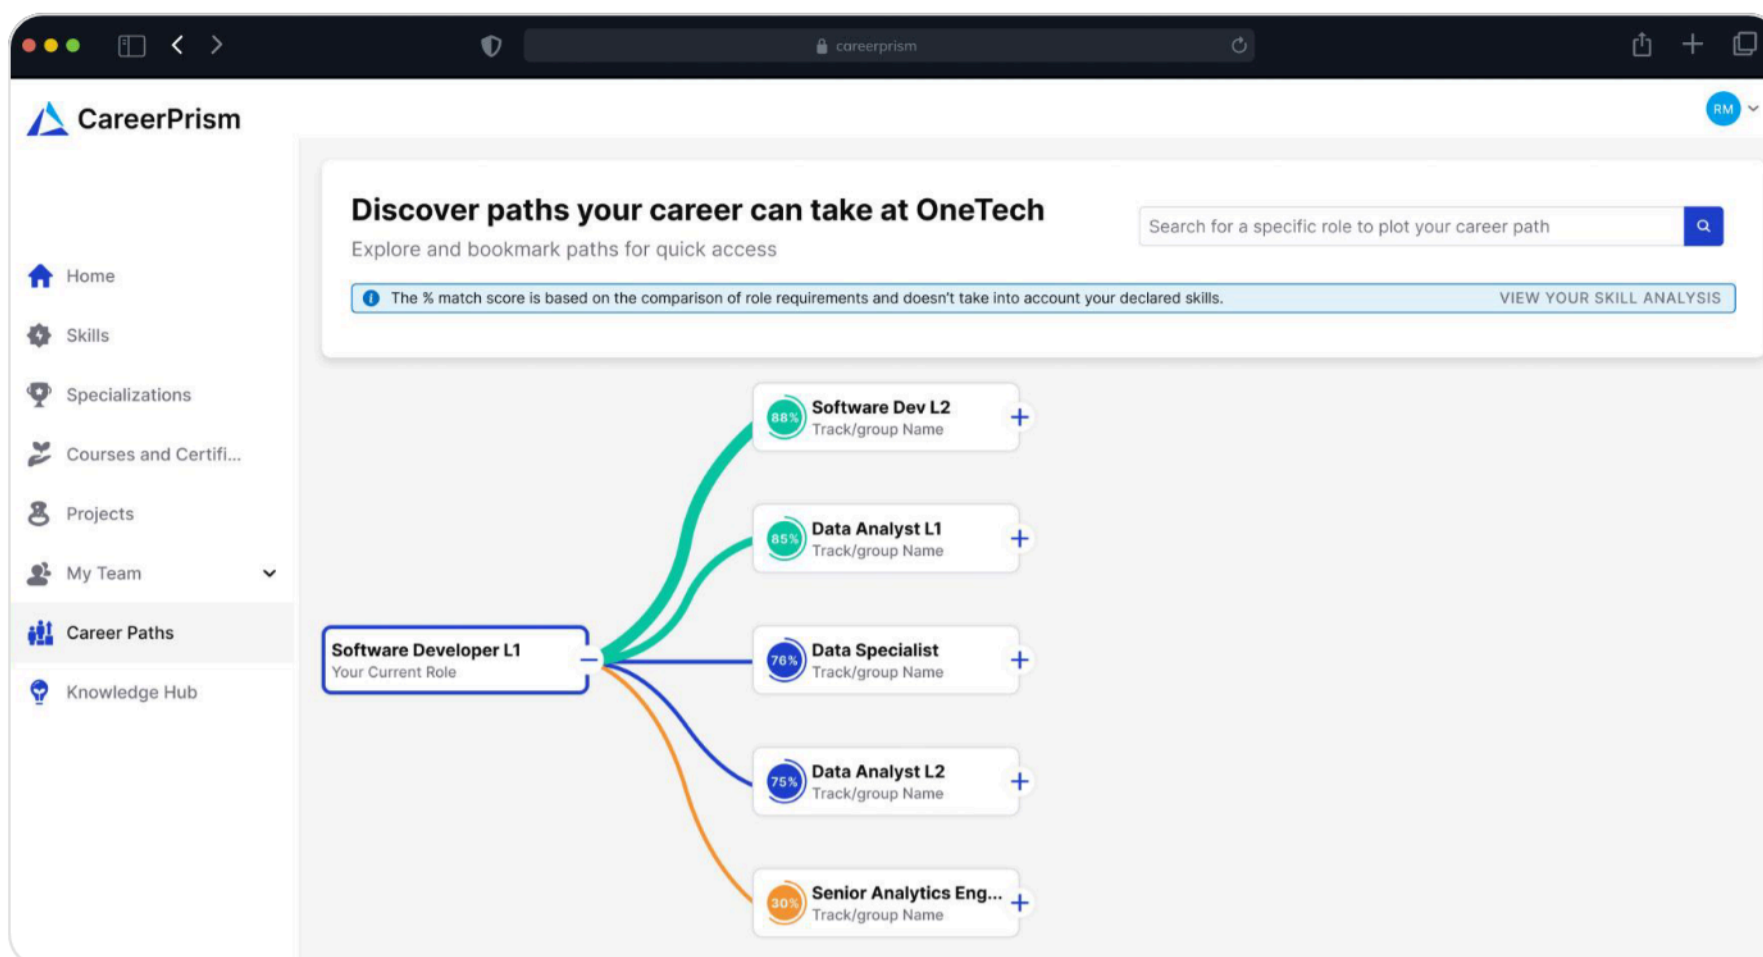 careerprism
CareerPrism
RM
Discover paths your career can take at OneTech
Explore and bookmark paths for quick access
Search for a specific role to plot your career path
The % match score is based on the comparison of role requirements and doesn't take into account your declared skills.
VIEW YOUR SKILL ANALYSIS
Home
Skills
Specializations
Courses and Certifi...
Projects
My Team
Career Paths
Knowledge Hub
Software Developer L1
Your Current Role
88%
Software Dev L2
Track/group Name
85%
Data Analyst L1
Track/group Name
76%
Data Specialist
Track/group Name
75%
Data Analyst L2
Track/group Name
30%
Senior Analytics Eng...
Track/group Name